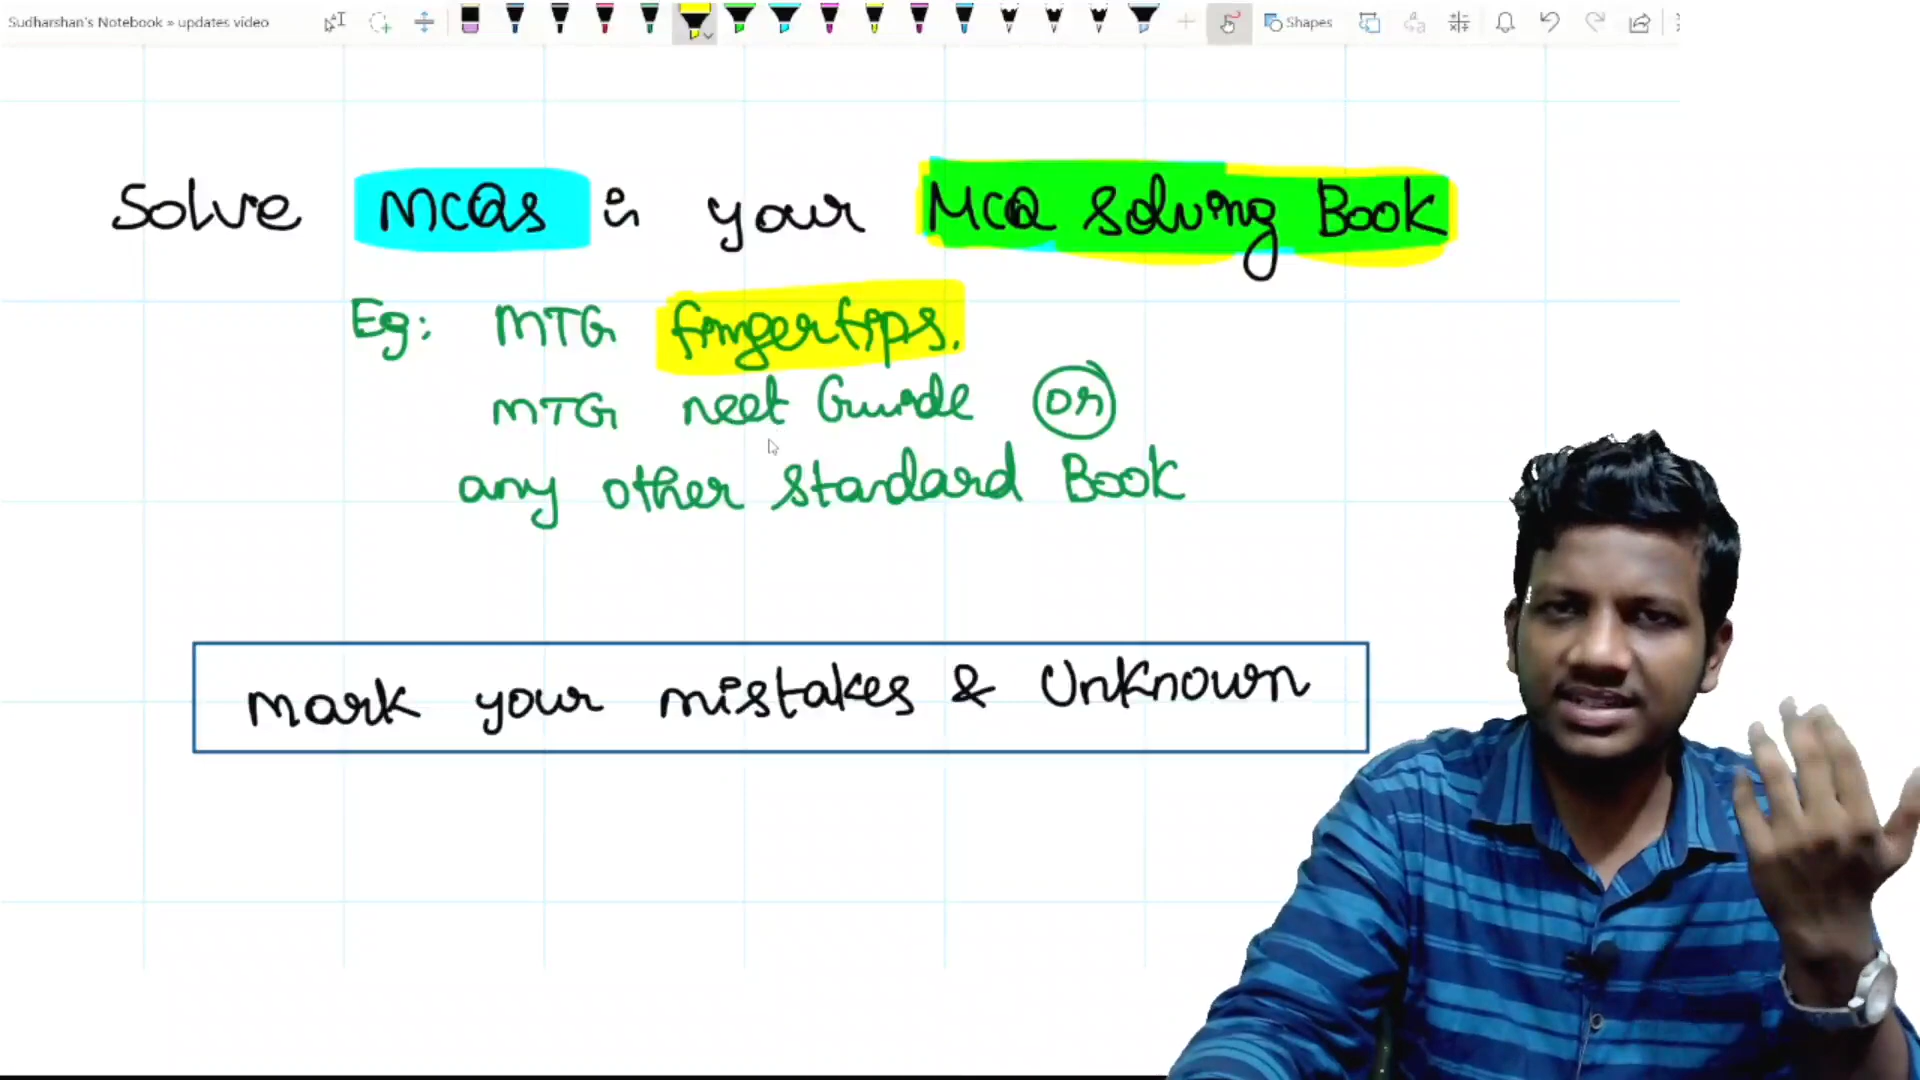 Sudharshan's Notebook » updates video
Shapes
Solve MCQs in your MCQ Solving Book
Eg: MTG fingertips.
MTG neet Guide or
any other standard Book
mark your mistakes & Unknown